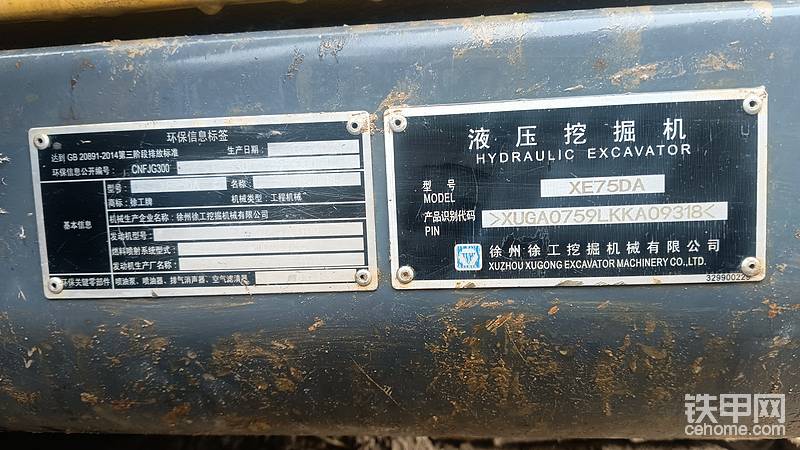 环保信息标签
达到 GB 20891-2014第三阶段排放标准
生产日期:
环保信息公开编号: CNFJG300
基本信息
型号:
名称:
商标: 徐工牌
机械类型: 工程机械
机械生产企业名称: 徐州徐工挖掘机械有限公司
发动机型号:
燃料喷射系统型式:
发动机生产厂名称:
环保关键零部件
喷油泵、喷油器、排气消声器、空气滤清器
液压挖掘机
HYDRAULIC EXCAVATOR
型号
MODEL
XE75DA
产品识别代码
PIN
>XUGA0759LKKA09318<
徐州徐工挖掘机械有限公司
XUZHOU XUGONG EXCAVATOR MACHINERY CO.,LTD.
铁甲网
cehome.com